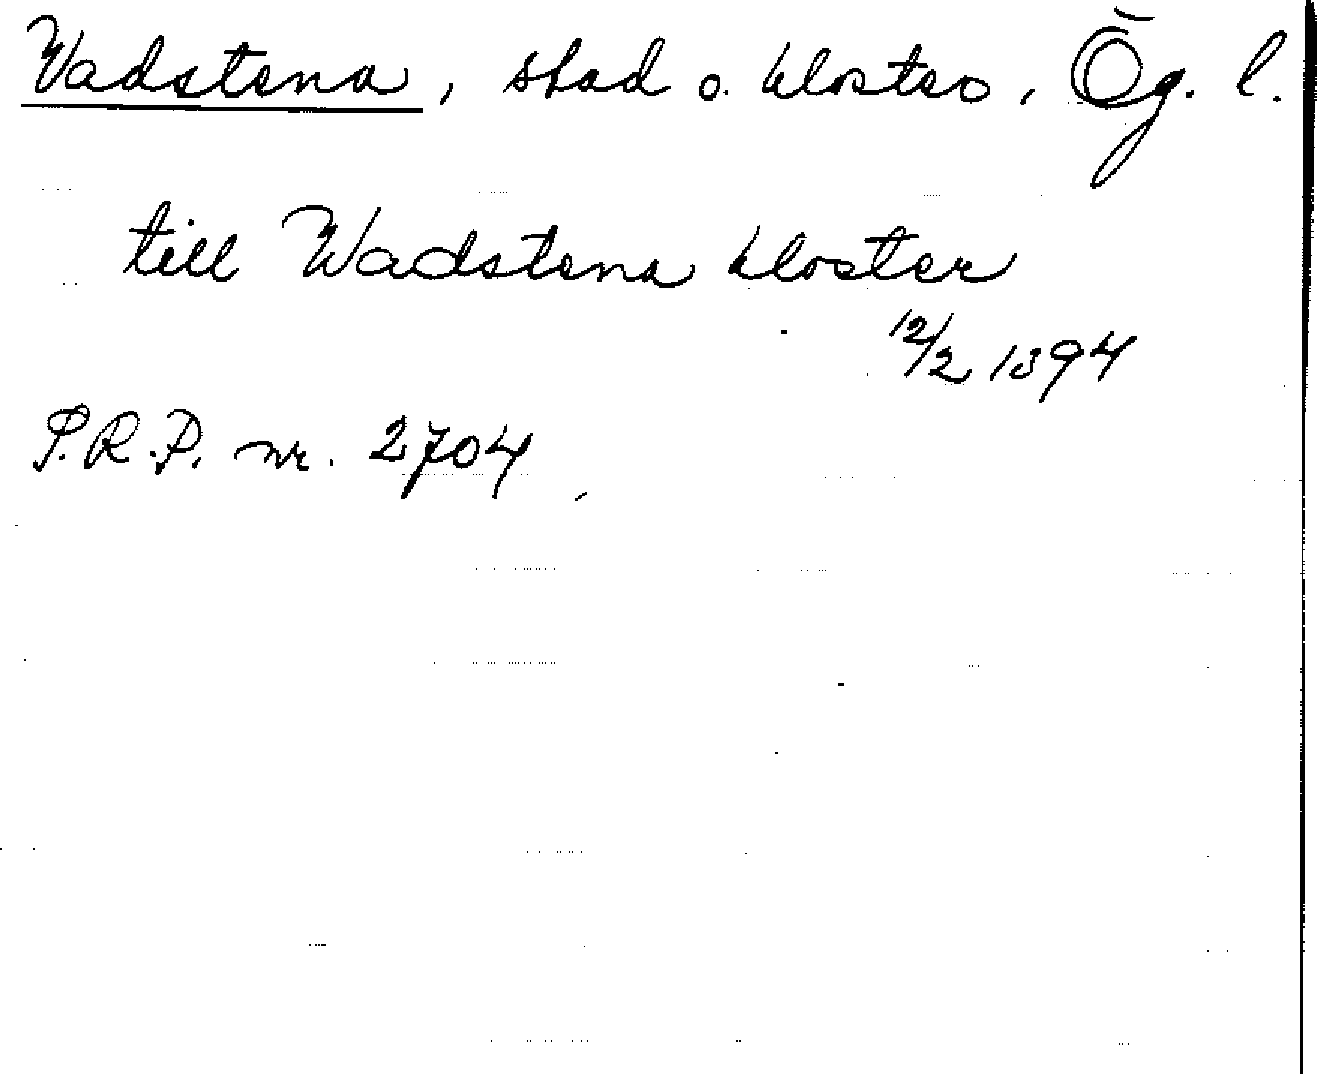 Vadstena, stad o. kloster, Ög. l.
till Wadstena kloster
12/2 1394
P.R.P. nr. 2704